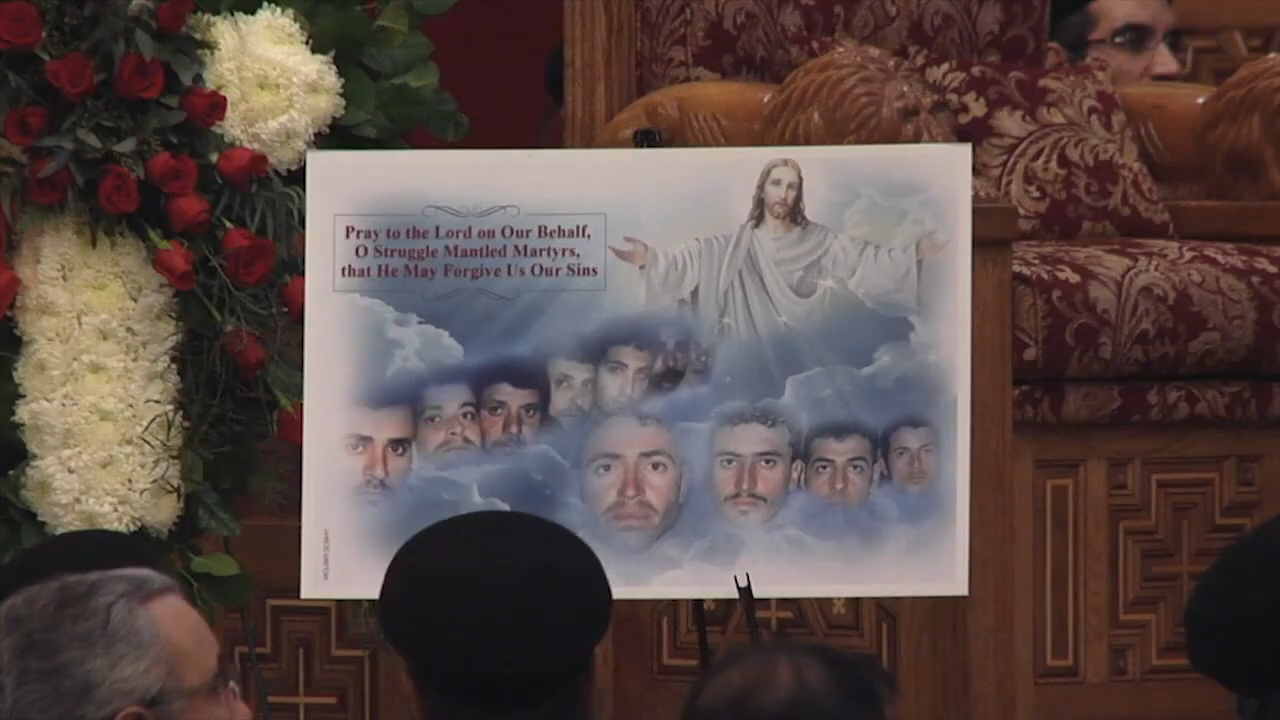 Pray to the Lord on Our Behalf,
O Struggle Mantled Martyrs,
that He May Forgive Us Our Sins